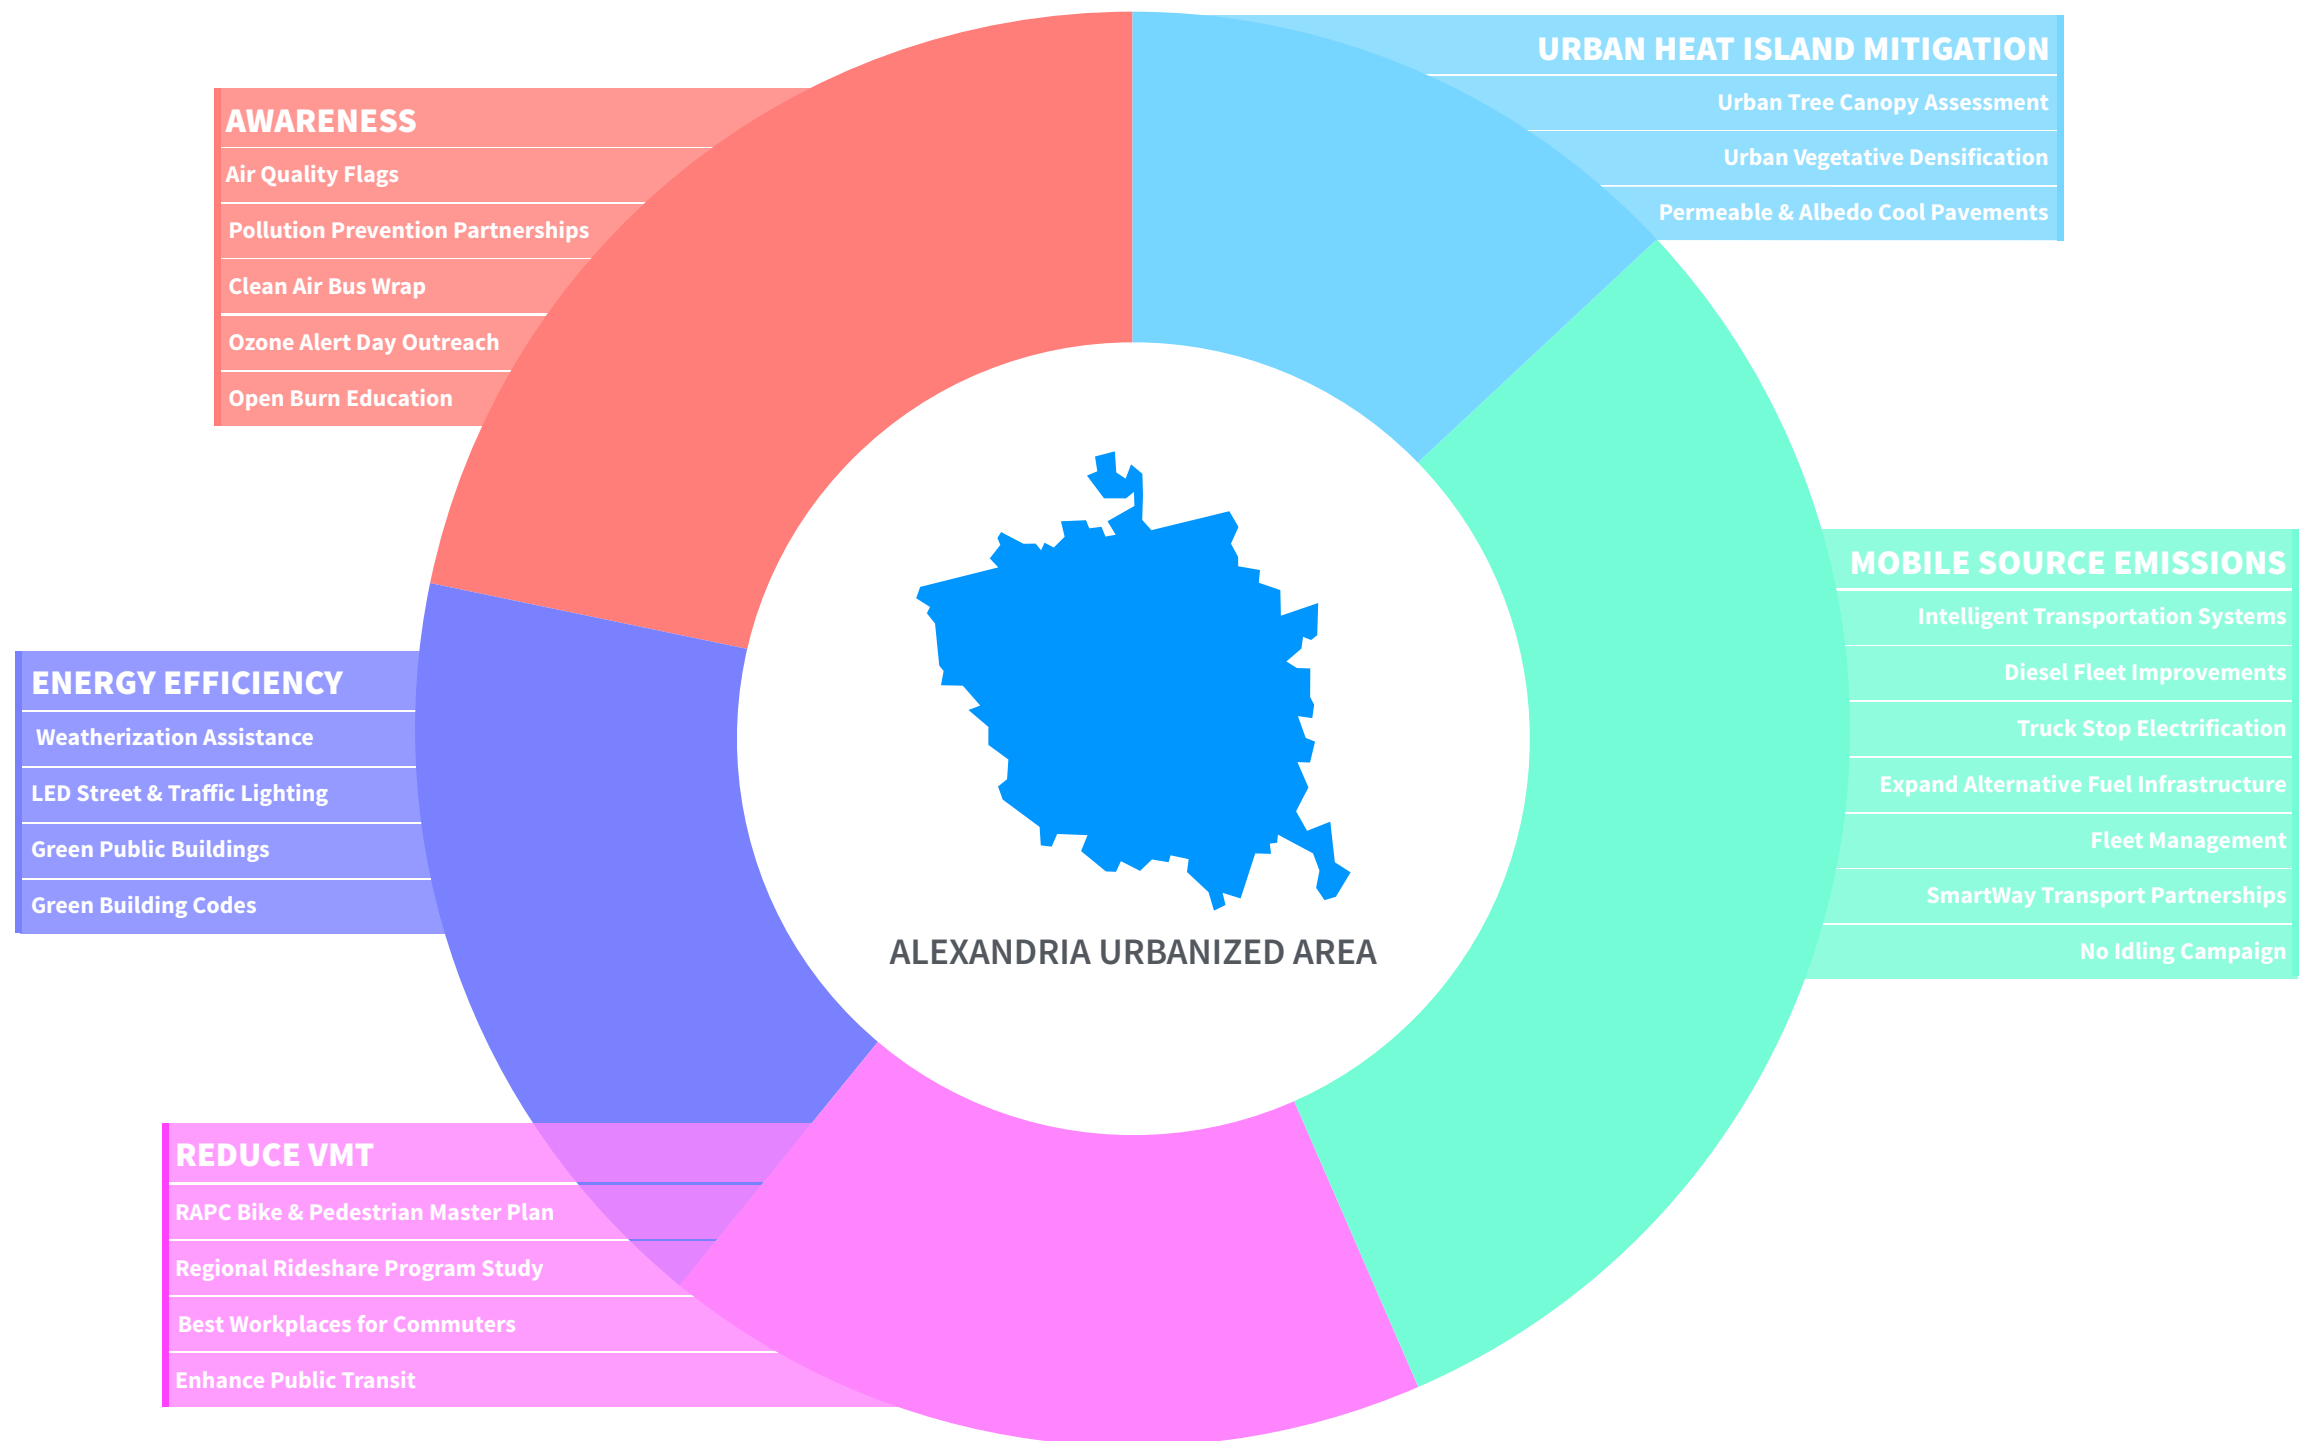 AWARENESS
Air Quality Flags
Pollution Prevention Partnerships
Clean Air Bus Wrap
Ozone Alert Day Outreach
Open Burn Education
URBAN HEAT ISLAND MITIGATION
Urban Tree Canopy Assessment
Urban Vegetative Densification
Permeable & Albedo Cool Pavements
MOBILE SOURCE EMISSIONS
Intelligent Transportation Systems
Diesel Fleet Improvements
Truck Stop Electrification
Expand Alternative Fuel Infrastructure
Fleet Management
SmartWay Transport Partnerships
No Idling Campaign
ENERGY EFFICIENCY
Weatherization Assistance
LED Street & Traffic Lighting
Green Public Buildings
Green Building Codes
ALEXANDRIA URBANIZED AREA
REDUCE VMT
RAPC Bike & Pedestrian Master Plan
Regional Rideshare Program Study
Best Workplaces for Commuters
Enhance Public Transit